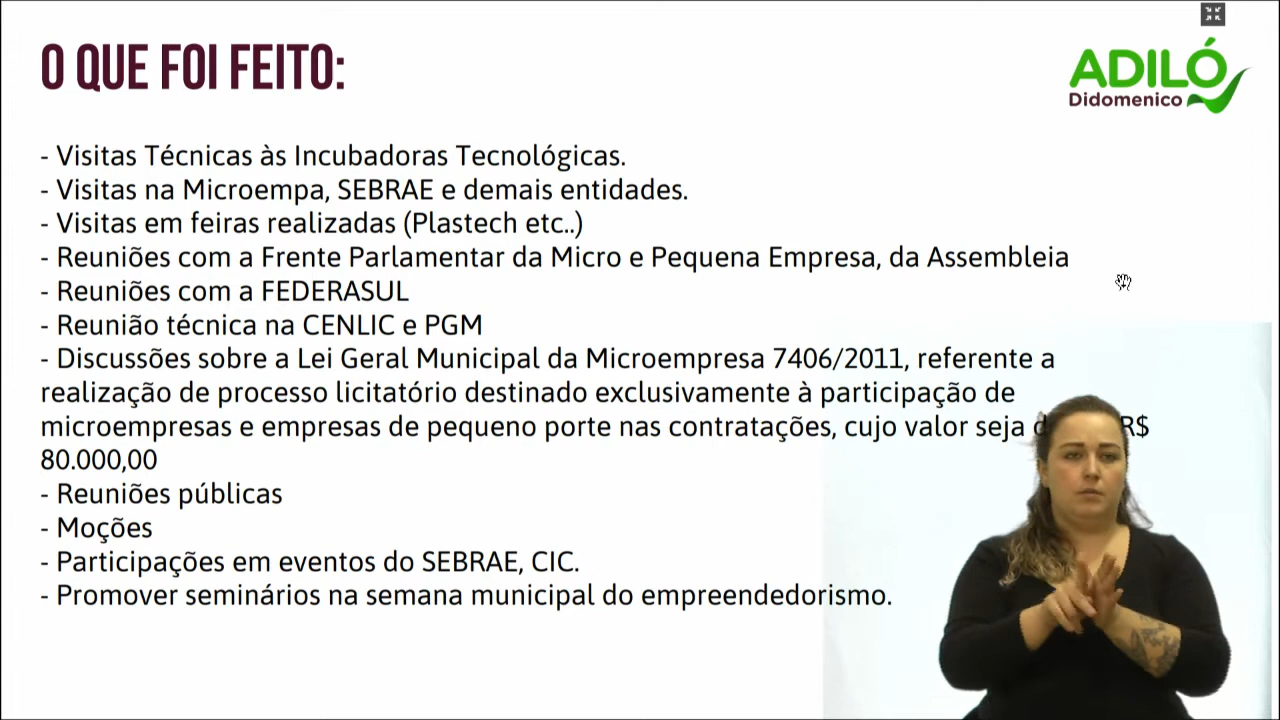 O QUE FOI FEITO:
ADILÓ
Didomenico
- Visitas Técnicas às Incubadoras Tecnológicas.
- Visitas na Microempa, SEBRAE e demais entidades.
- Visitas em feiras realizadas (Plastech etc..)
- Reuniões com a Frente Parlamentar da Micro e Pequena Empresa, da Assembleia
- Reuniões com a FEDERASUL
- Reunião técnica na CENLIC e PGM
- Discussões sobre a Lei Geral Municipal da Microempresa 7406/2011, referente a
realização de processo licitatório destinado exclusivamente à participação de
microempresas e empresas de pequeno porte nas contratações, cujo valor seja R$
80.000,00
- Reuniões públicas
- Moções
- Participações em eventos do SEBRAE, CIC.
- Promover seminários na semana municipal do empreendedorismo.